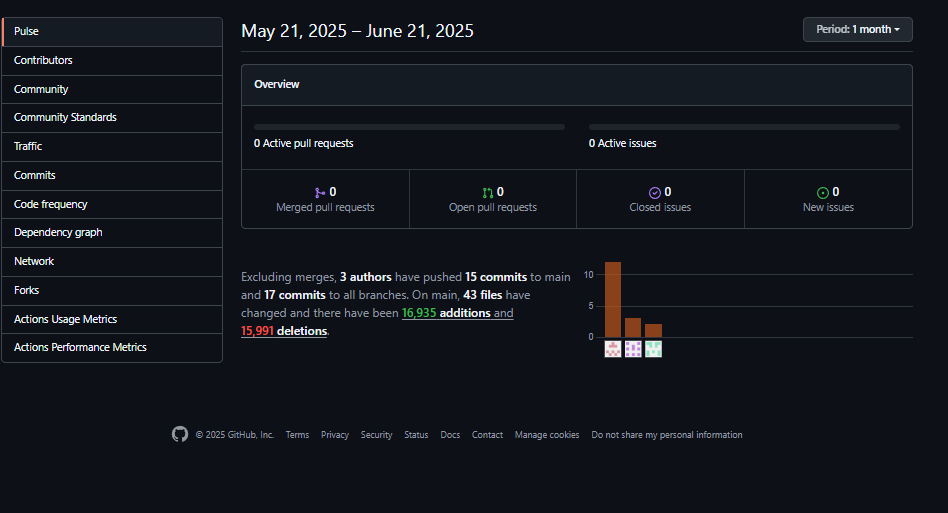 Pulse
Contributors
Community
Community Standards
Traffic
Commits
Code frequency
Dependency graph
Network
Forks
Actions Usage Metrics
Actions Performance Metrics
May 21, 2025 – June 21, 2025
Period: 1 month
Overview
0 Active pull requests
0 Active issues
0
Merged pull requests
0
Open pull requests
0
Closed issues
0
New issues
Excluding merges, 3 authors have pushed 15 commits to main
and 17 commits to all branches. On main, 43 files have
changed and there have been 16,935 additions and
15,991 deletions.
10
5
0
© 2025 GitHub, Inc. Terms Privacy Security Status Docs Contact Manage cookies Do not share my personal information